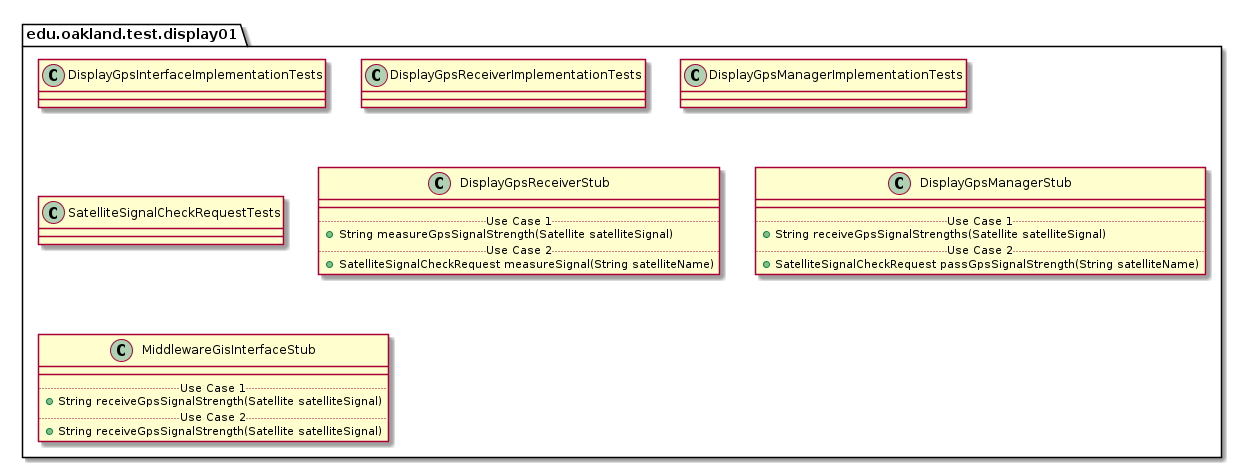 edu.oakland.test.display01
C DisplayGpsInterfaceImplementationTests
C DisplayGpsReceiverImplementationTests
C DisplayGpsManagerImplementationTests
C SatelliteSignalCheckRequestTests
C DisplayGpsReceiverStub
Use Case 1
String measureGpsSignalStrength(Satellite satelliteSignal)
Use Case 2
SatelliteSignalCheckRequest measureSignal(String satelliteName)
C DisplayGpsManagerStub
Use Case 1
String receiveGpsSignalStrengths(Satellite satelliteSignal)
Use Case 2
SatelliteSignalCheckRequest passGpsSignalStrength(String satelliteName)
C MiddlewareGisInterfaceStub
Use Case 1
String receiveGpsSignalStrength(Satellite satelliteSignal)
Use Case 2
String receiveGpsSignalStrength(Satellite satelliteSignal)